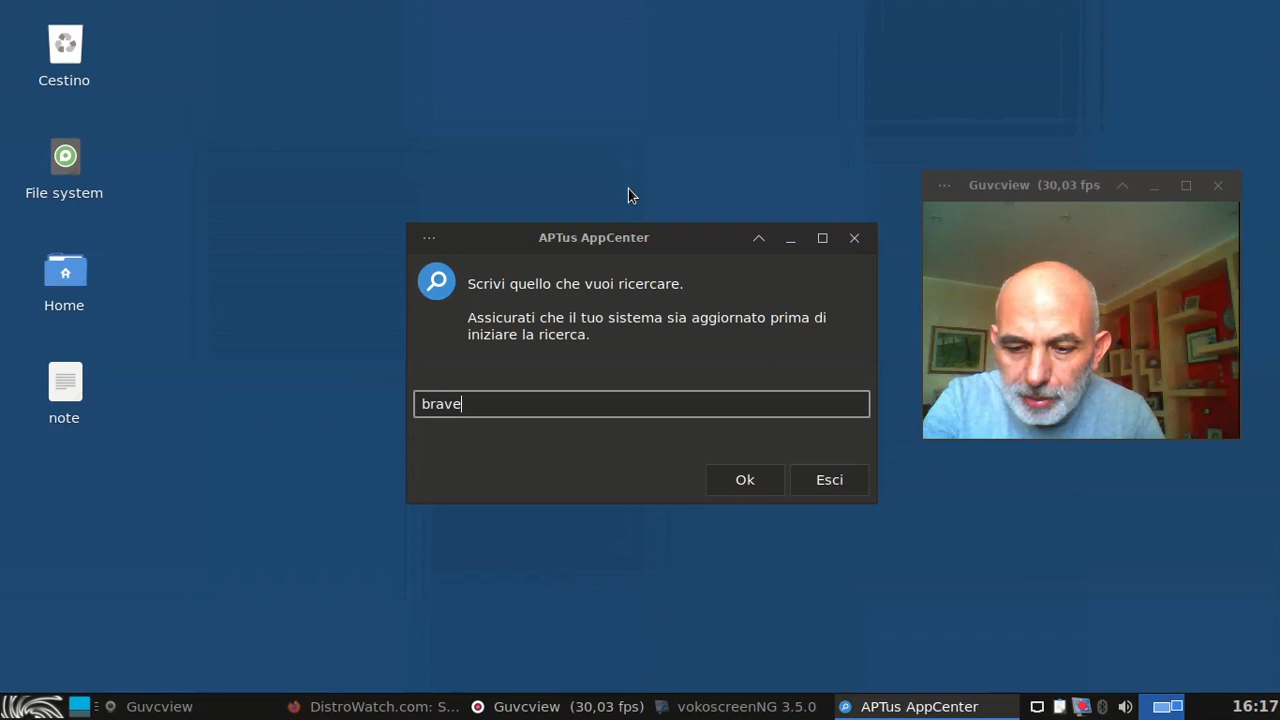 Cestino
File system
Home
note
APTus AppCenter
Scrivi quello che vuoi ricercare.
Assicurati che il tuo sistema sia aggiornato prima di
iniziare la ricerca.
brave
Ok
Esci
Guvcview (30,03 fps
Guvcview
DistroWatch.com: S...
Guvcview (30,03 fps)
vokoscreenNG 3.5.0
APTus AppCenter
16:17